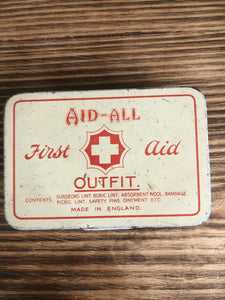 AID-ALL
First Aid
OUTFIT.
CONTENTS, SURGEONS LINT, BORIC LINT, ABSORBENT WOOL, BANDAGE,
PICRIC LINT, SAFETY PINS, OINTMENT ETC.
MADE IN ENGLAND.